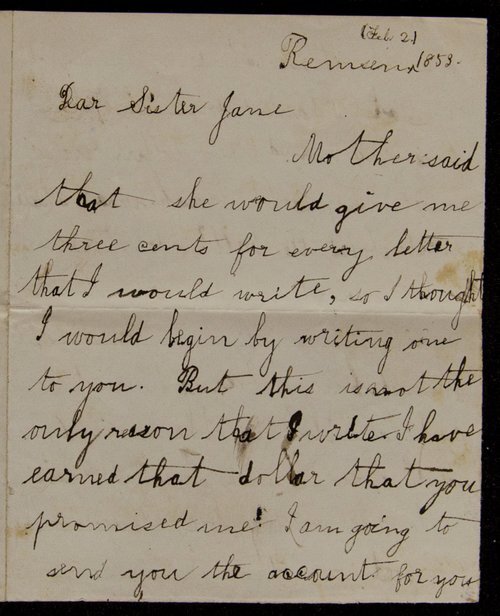 (Feb 2.)
Remsen, 1853.
Dear Sister Jane
Mother said
that she would give me
three cents for every letter
that I would write, so I thought
I would begin by writing one
to you. But this is not the
only reason that I write. I have
earned that dollar that you
promised me. I am going to
send you the account for you